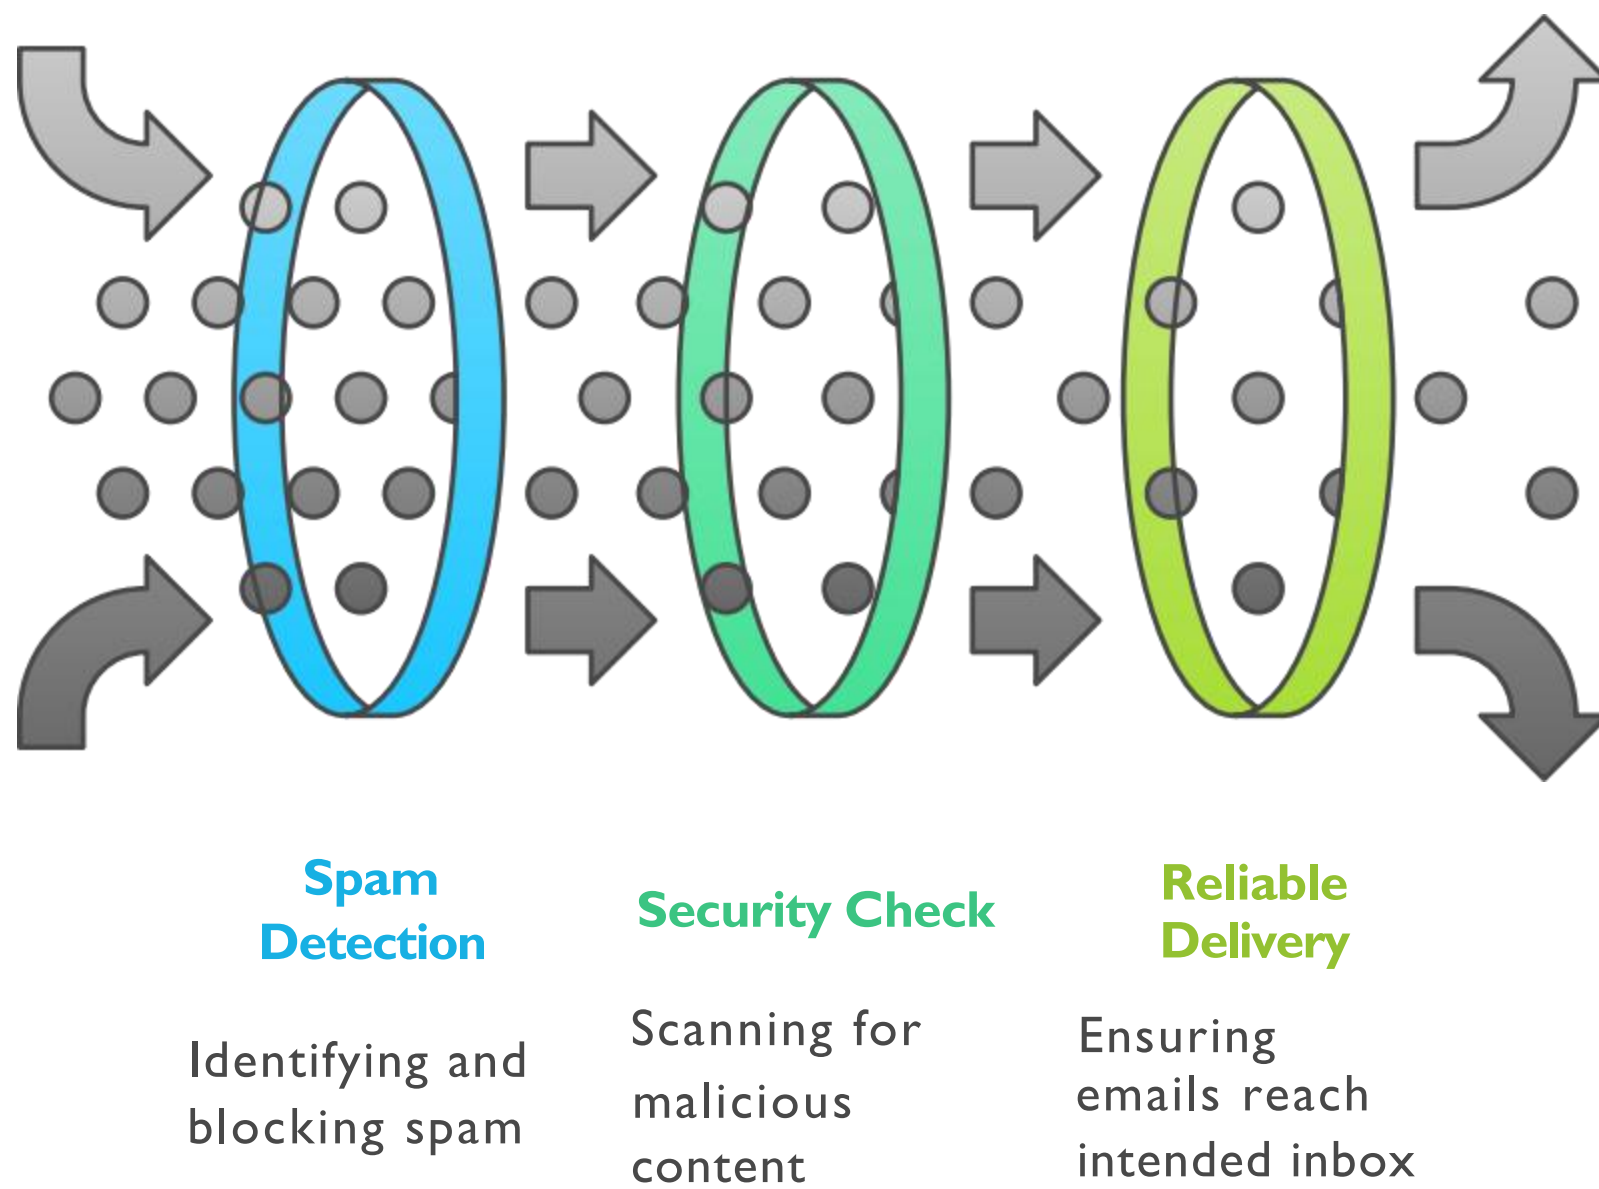 Spam
Detection
Identifying and
blocking spam
Security Check
Scanning for
malicious
content
Reliable
Delivery
Ensuring
emails reach
intended inbox